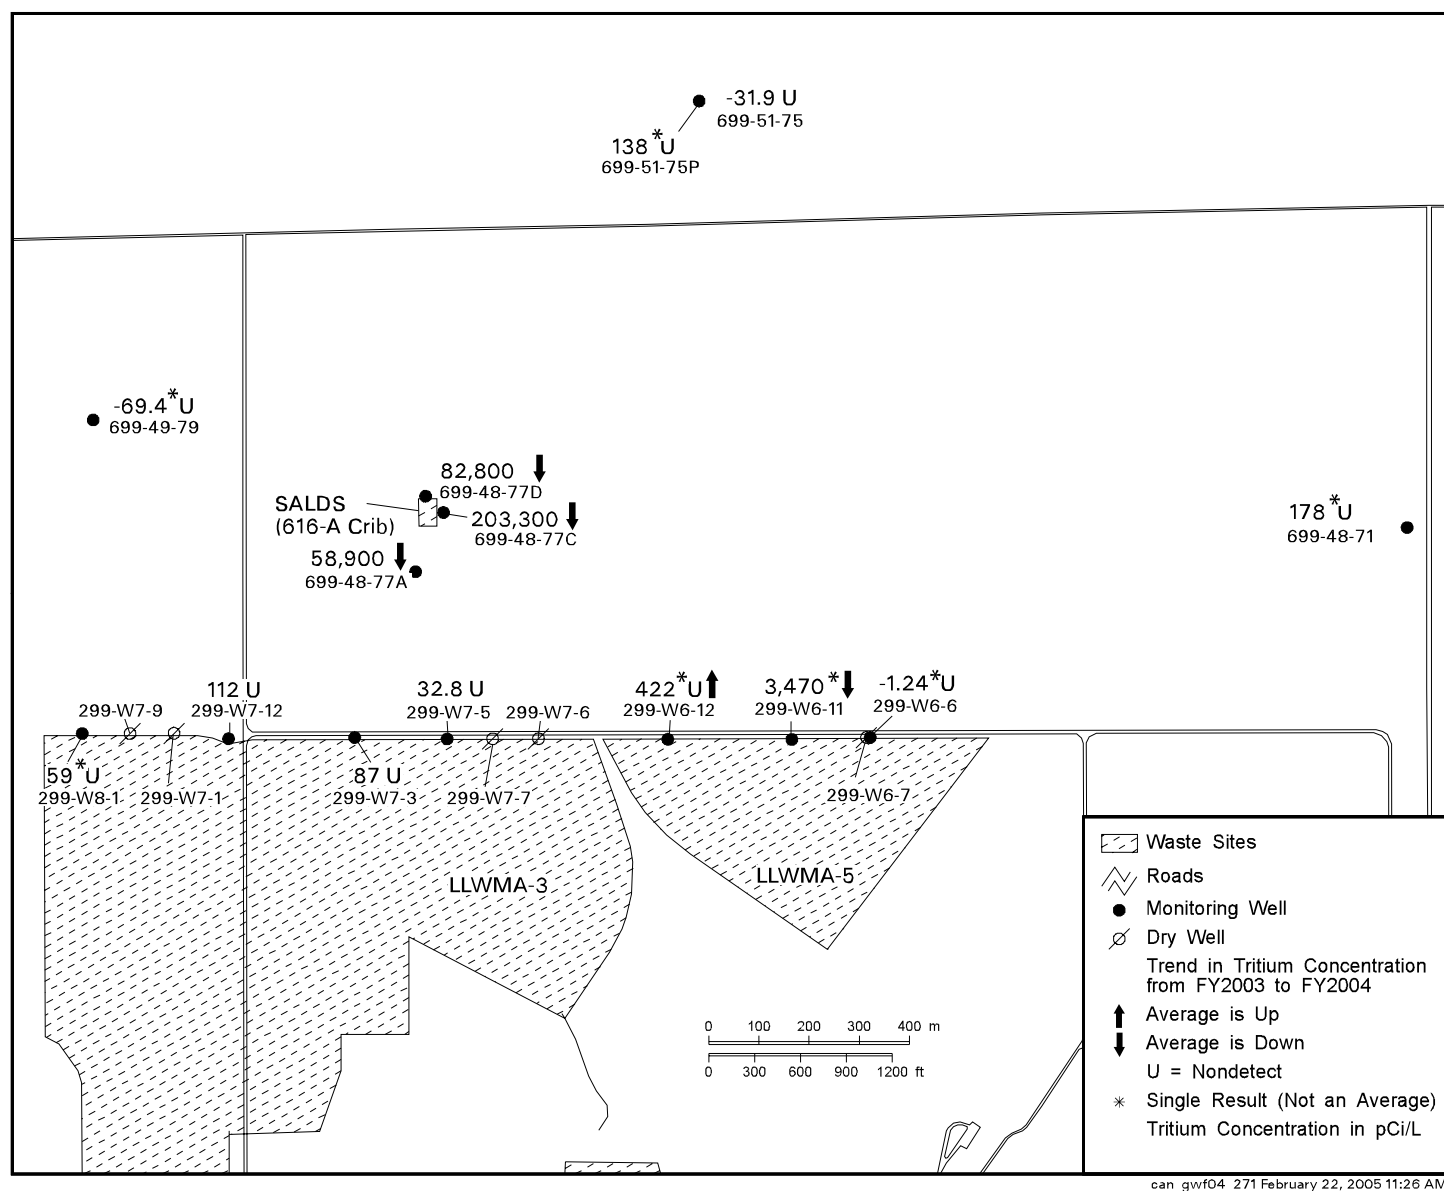 -31.9 U
699-51-75
138 *U
699-51-75P
-69.4 *U
699-49-79
82,800
699-48-77D
SALDS
(616-A Crib)
203,300
699-48-77C
58,900
699-48-77A
178 *U
699-48-71
299-W7-9
112 U
299-W7-12
32.8 U
299-W7-5
299-W7-6
422 *U
299-W6-12
3,470 *
299-W6-11
-1.24 *U
299-W6-6
59 *U
299-W8-1
299-W7-1
87 U
299-W7-3
299-W7-7
299-W6-7
LLWMA-3
LLWMA-5
0 100 200 300 400 m
0 300 600 900 1200 ft
Waste Sites
Roads
Monitoring Well
Dry Well
Trend in Tritium Concentration
from FY2003 to FY2004
Average is Up
Average is Down
U = Nondetect
* Single Result (Not an Average)
Tritium Concentration in pCi/L
can_gwf04_271 February 22, 2005 11:26 AM